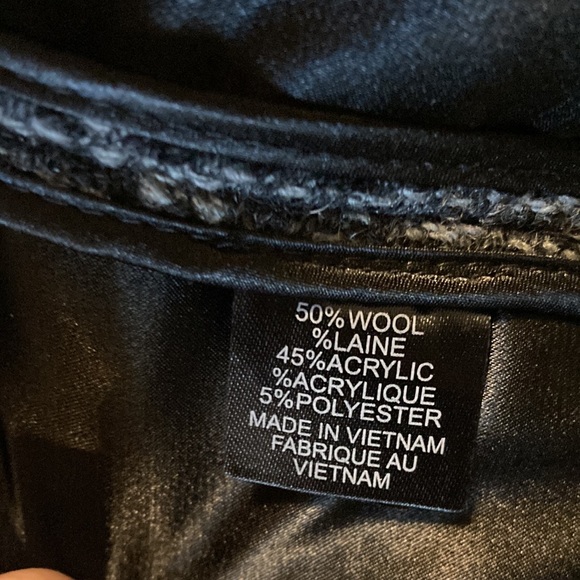 50%WOOL
%LAINE
45%ACRYLIC
%ACRYLIQUE
5%POLYESTER
MADE IN VIETNAM
FABRIQUE AU
VIETNAM